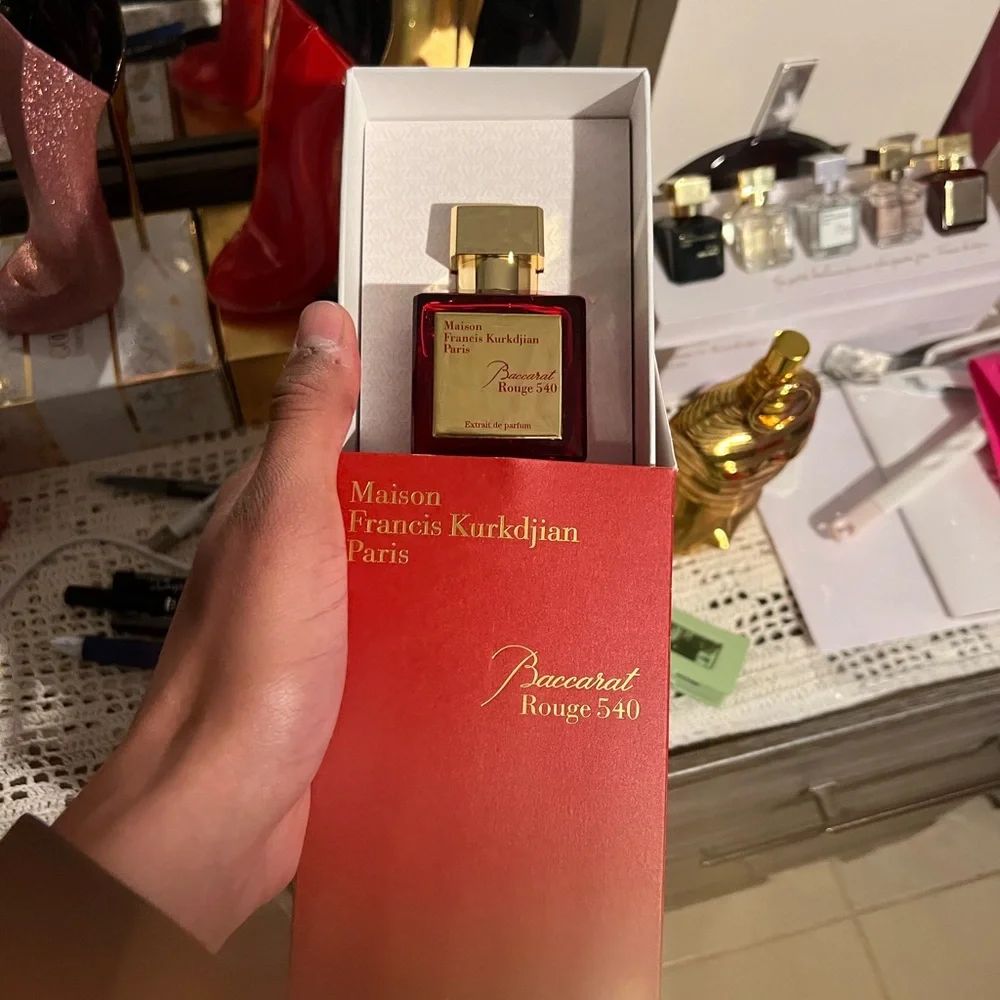 Maison
Francis Kurkdjian
Paris
Baccarat
Rouge 540
Extrait de parfum
Maison
Francis Kurkdjian
Paris
Baccarat
Rouge 540